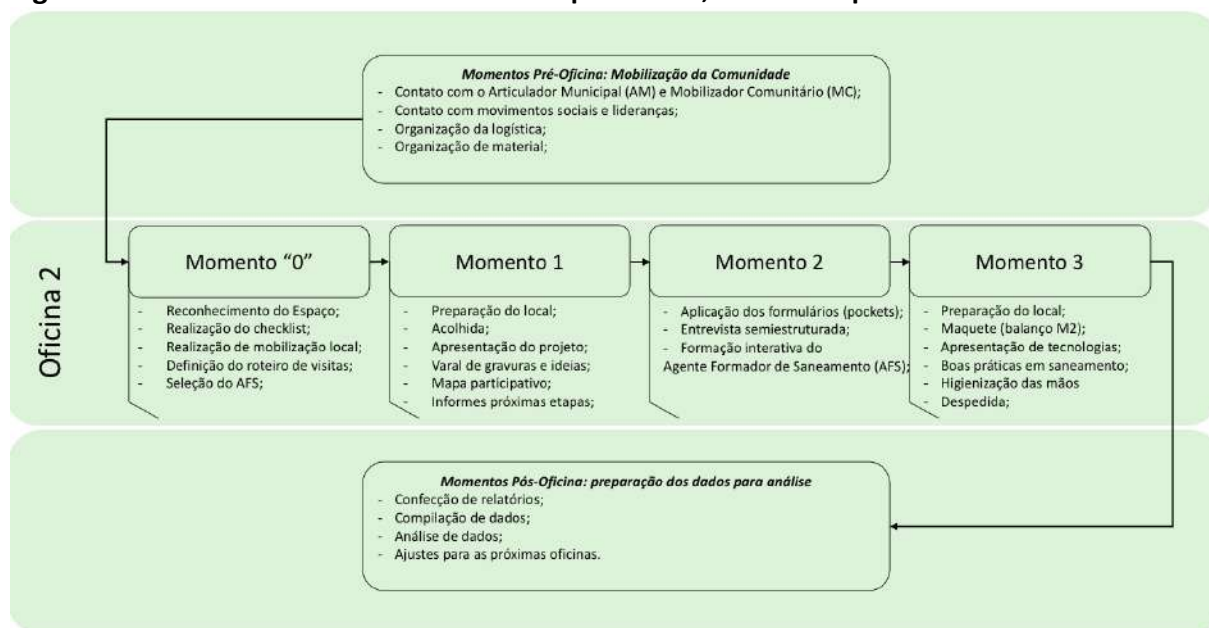 Momentos Pré-Oficina: Mobilização da Comunidade
- Contato com o Articulador Municipal (AM) e Mobilizador Comunitário (MC);
- Contato com movimentos sociais e lideranças;
- Organização da logística;
- Organização de material;
Oficina 2
Momento “0”
- Reconhecimento do Espaço;
- Realização do checklist;
- Realização de mobilização local;
- Definição do roteiro de visitas;
- Seleção do AFS;
Momento 1
- Preparação do local;
- Acolhida;
- Apresentação do projeto;
- Varal de gravuras e ideias;
- Mapa participativo;
- Informes próximas etapas;
Momento 2
- Aplicação dos formulários (pockets);
- Entrevista semiestruturada;
- Formação interativa do
Agente Formador de Saneamento (AFS);
Momento 3
- Preparação do local;
- Maquete (balanço M2);
- Apresentação de tecnologias;
- Boas práticas em saneamento;
- Higienização das mãos
- Despedida;
Momentos Pós-Oficina: preparação dos dados para análise
- Confecção de relatórios;
- Compilação de dados;
- Análise de dados;
- Ajustes para as próximas oficinas.